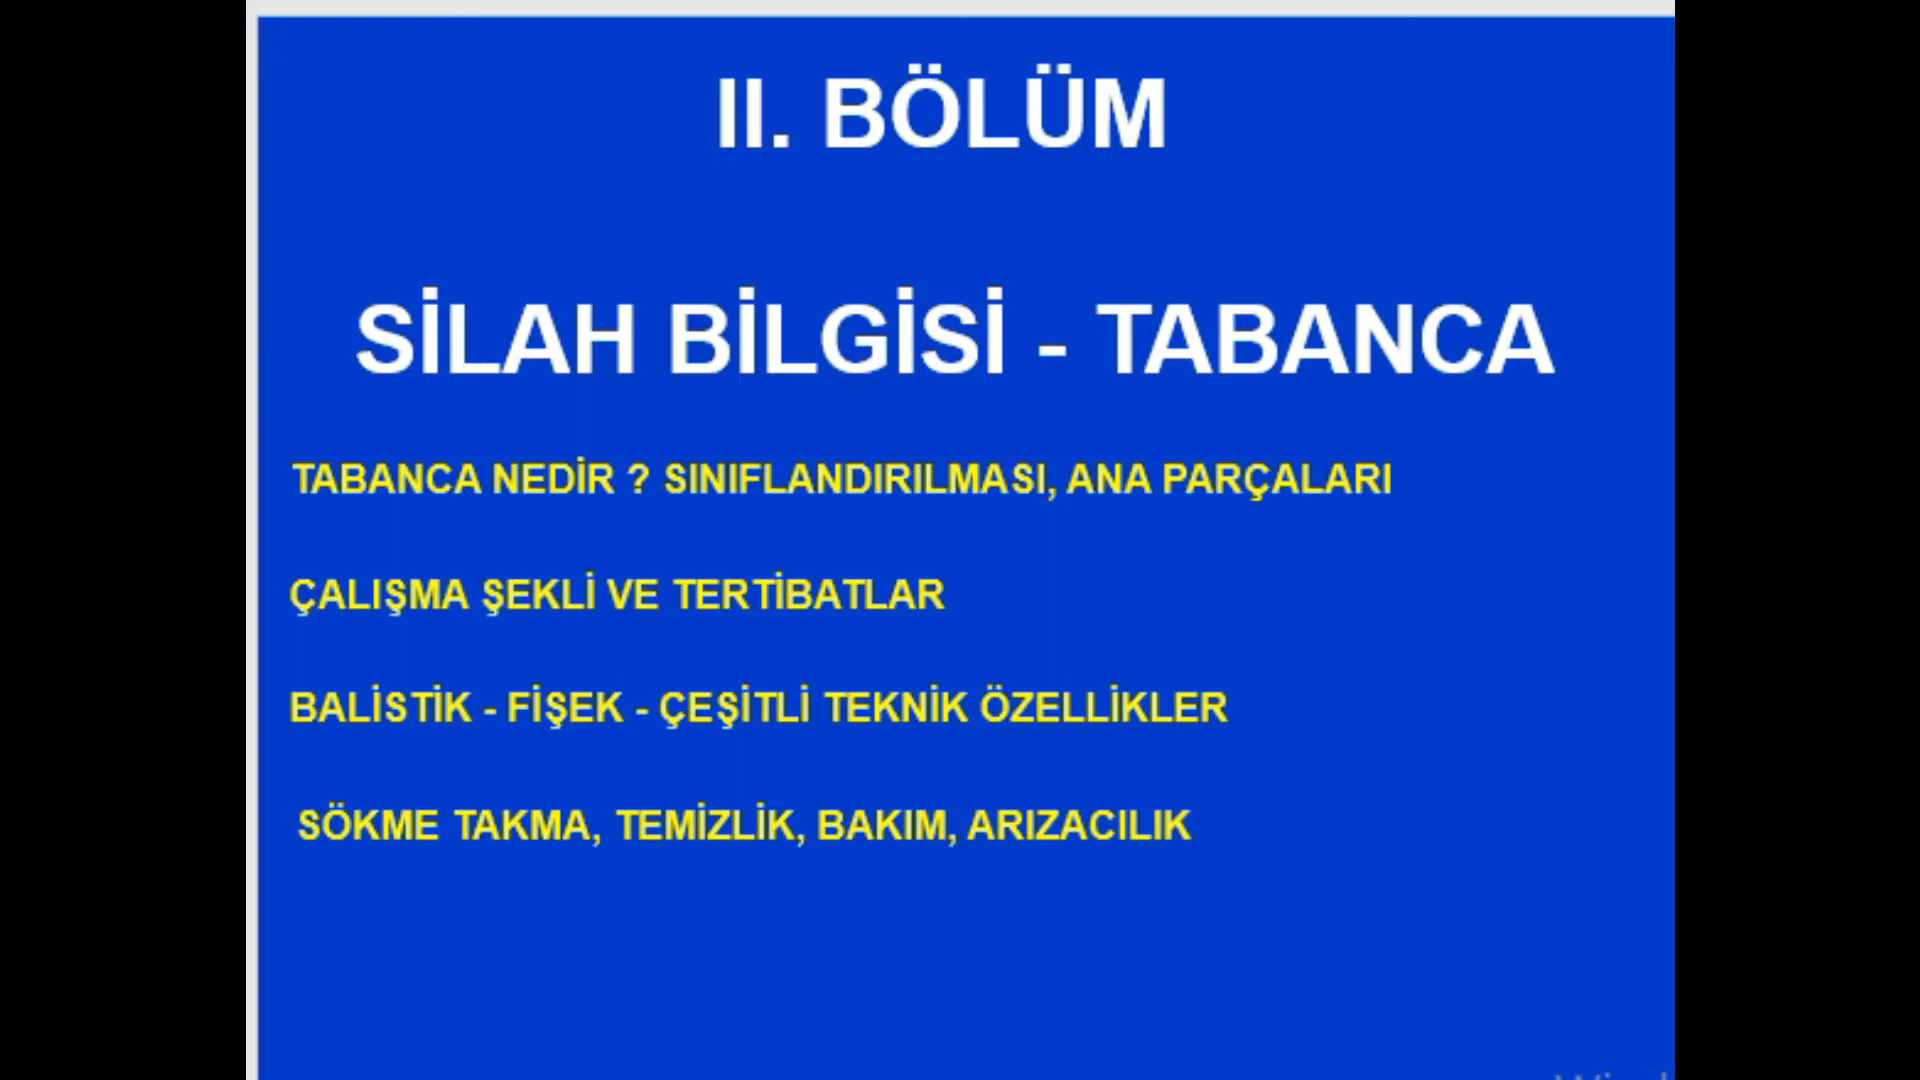 II. BÖLÜM
SİLAH BİLGİSİ - TABANCA
TABANCA NEDİR ? SINIFLANDIRILMASI, ANA PARÇALARI
ÇALIŞMA ŞEKLİ VE TERTİBATLAR
BALİSTİK - FİŞEK - ÇEŞİTLİ TEKNİK ÖZELLİKLER
SÖKME TAKMA, TEMİZLİK, BAKIM, ARIZACILIK